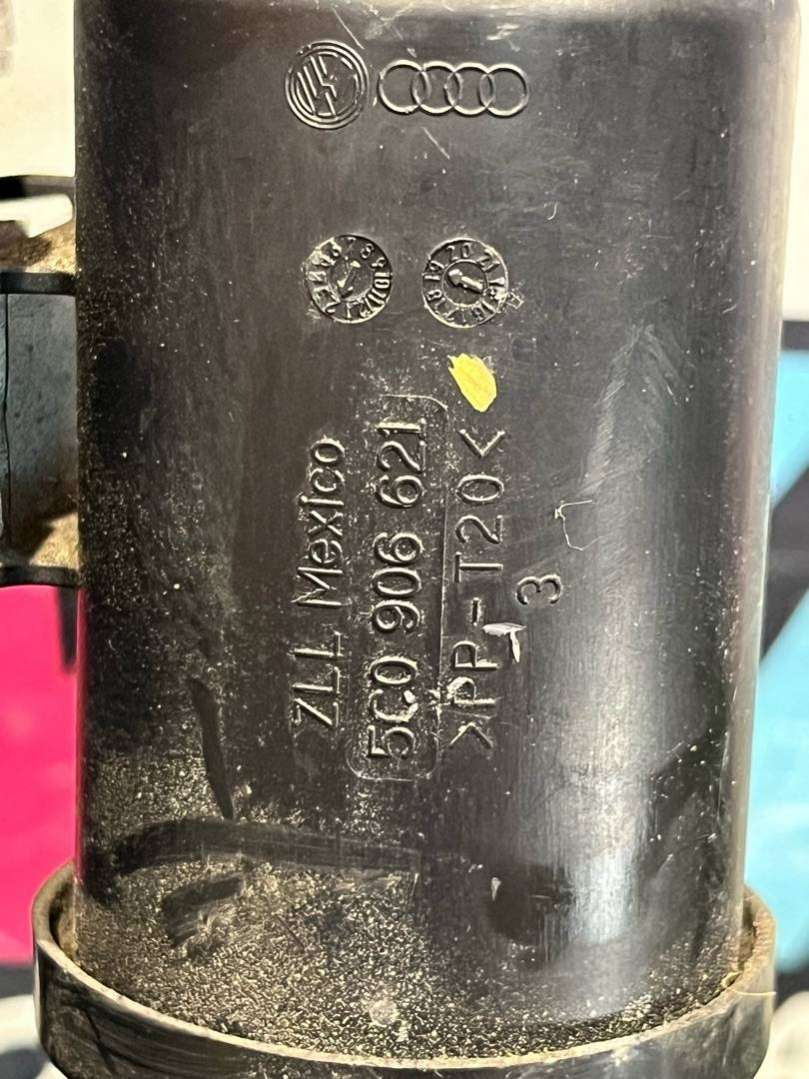 ZLL Mexico
5C0 906 621
>PP-T20<
3